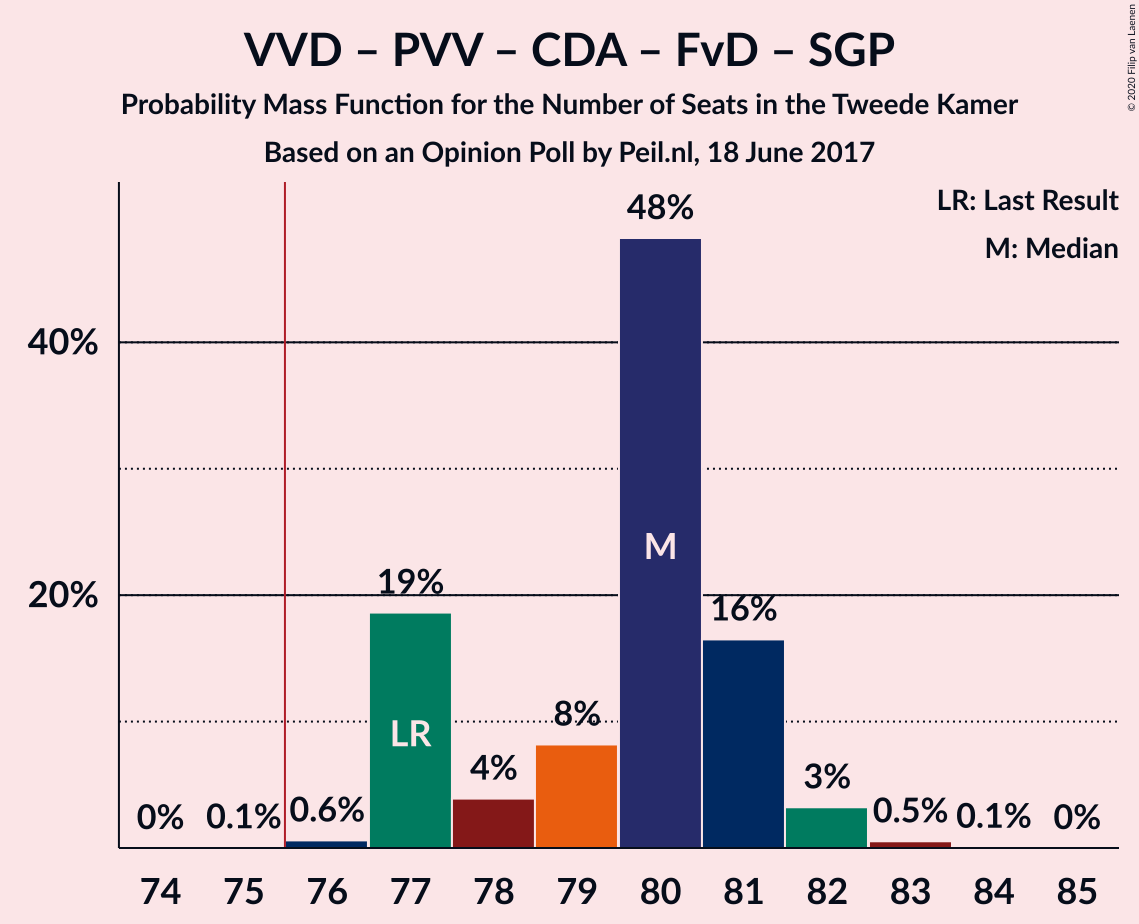 VVD – PVV – CDA – FvD – SGP
Probability Mass Function for the Number of Seats in the Tweede Kamer
Based on an Opinion Poll by Peil.nl, 18 June 2017
© 2020 Filip van Laenen
LR: Last Result
M: Median
40%
20%
0%
0.1%
0.6%
19%
LR
4%
8%
48%
M
16%
3%
0.5%
0.1%
0%
74 75 76 77 78 79 80 81 82 83 84 85